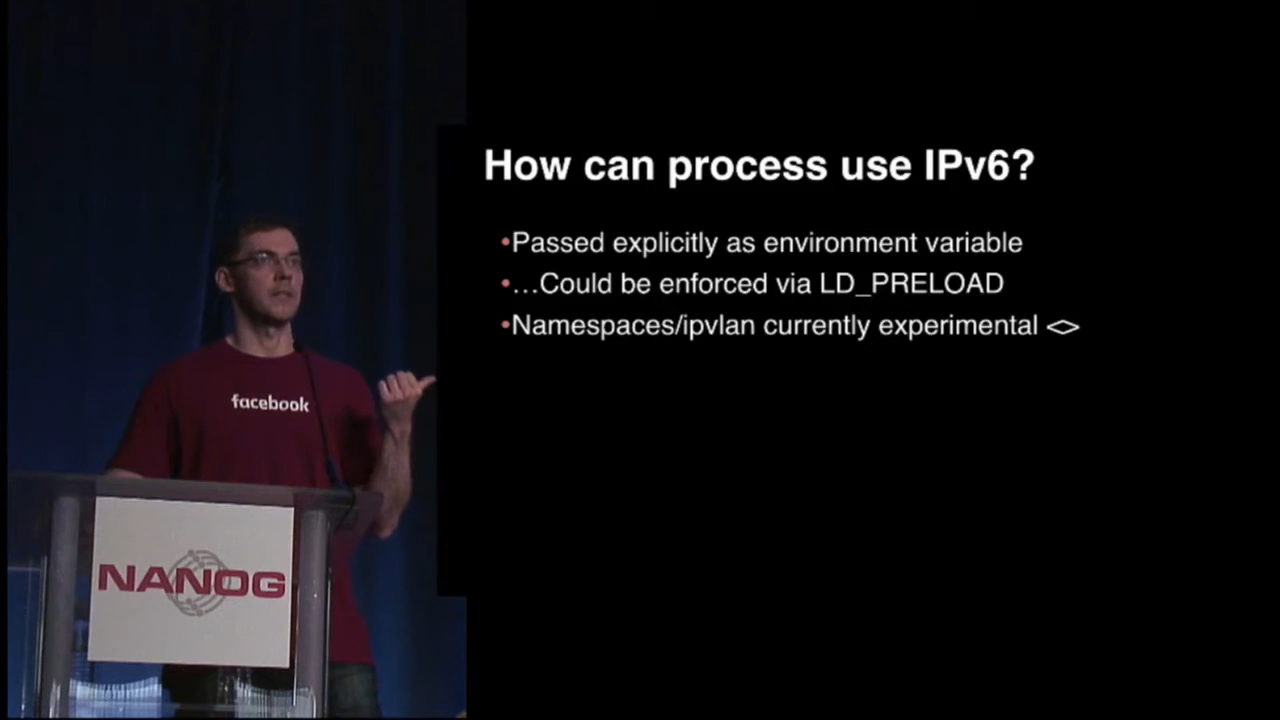 How can process use IPv6?
•Passed explicitly as environment variable
•…Could be enforced via LD_PRELOAD
•Namespaces/ipvlan currently experimental <>
facebook
NANOG